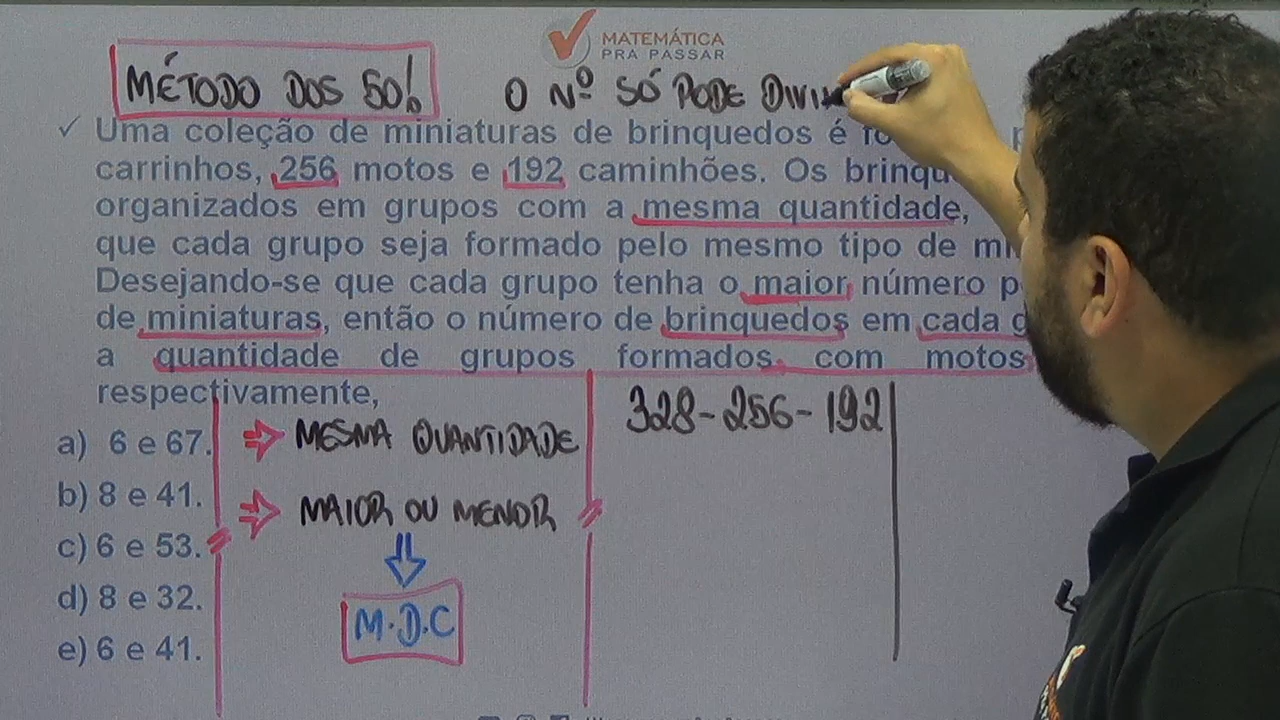 MATEMÁTICA
PRA PASSAR
MÉTODO DOS 50!
O Nº SÓ PODE
Uma coleção de miniaturas de brinquedos é
carrinhos, 256 motos e 192 caminhões. Os
organizados em grupos com a mesma quantidade,
que cada grupo seja formado pelo mesmo tipo de
Desejando-se que cada grupo tenha o maior número
de miniaturas, então o número de brinquedos em cada
a quantidade de grupos formados com motos
respectivamente,
a) 6 e 67.
b) 8 e 41.
c) 6 e 53.
d) 8 e 32.
e) 6 e 41.
⇒ MESMA QUANTIDADE
⇒ MAIOR OU MENOR
M.D.C
328-256-192